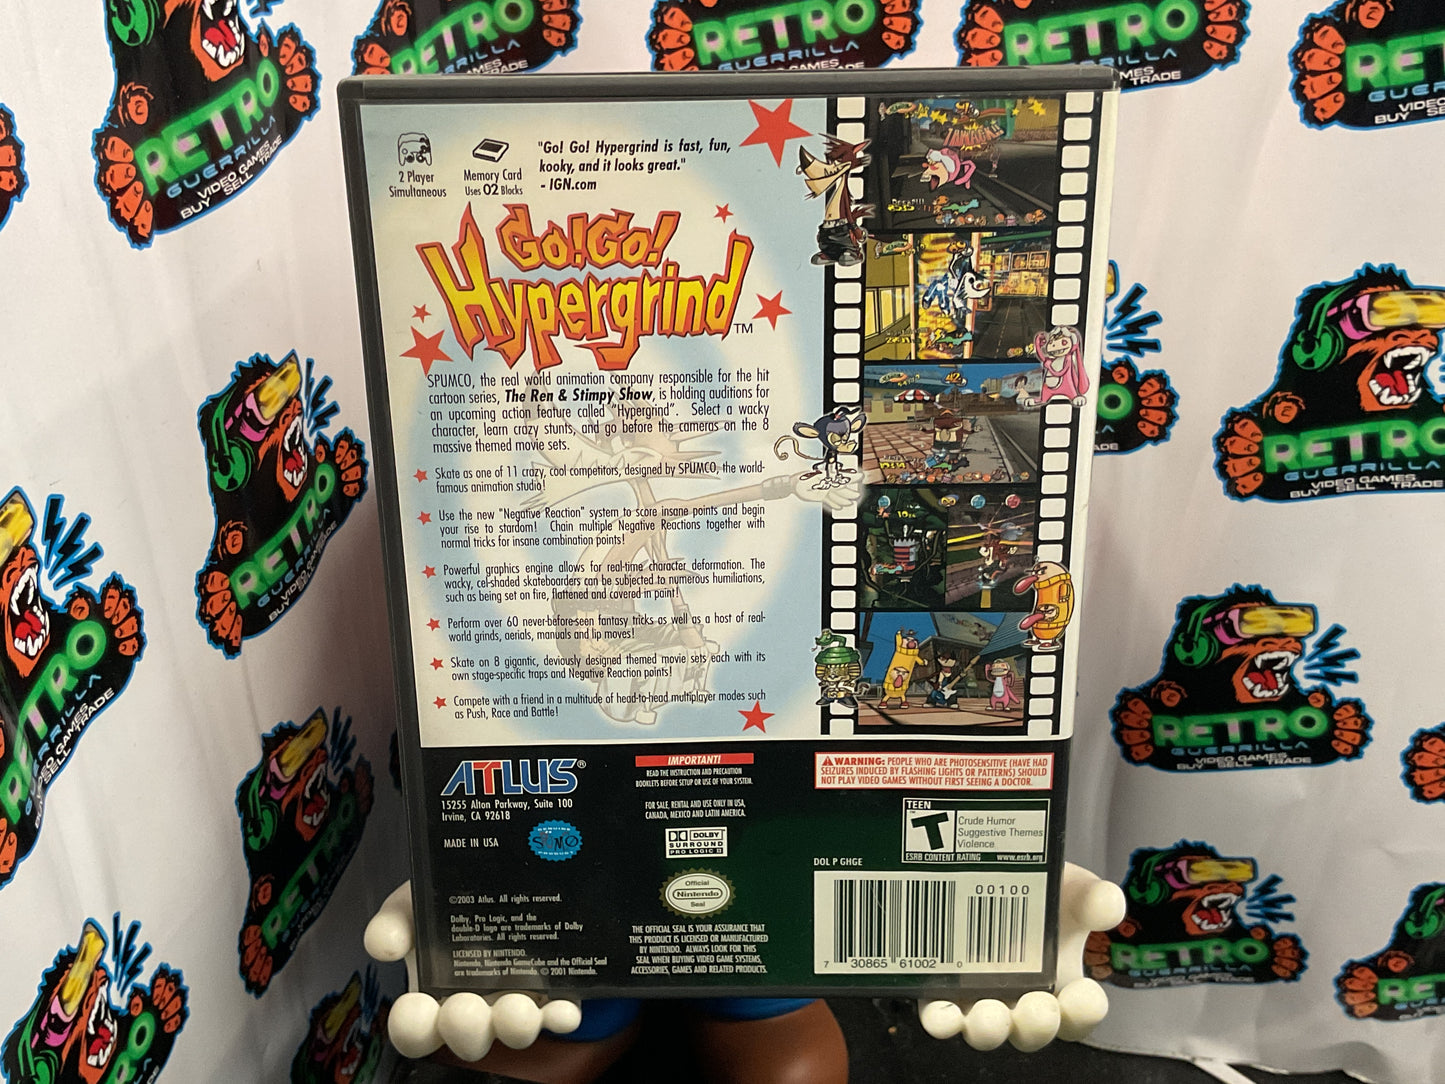 2 Player
Simultaneous
Memory Card
Uses 02 Blocks
"Go! Go! Hypergrind is fast, fun,
kooky, and it looks great."
- IGN.com
Go!Go!
Hypergrind
TM
SPUMCO, the real world animation company responsible for the hit
cartoon series, The Ren & Stimpy Show, is holding auditions for
an upcoming action feature called "Hypergrind". Select a wacky
character, learn crazy stunts, and go before the cameras on the 8
massive themed movie sets.
Skate as one of 11 crazy, cool competitors, designed by SPUMCO, the world-
famous animation studio!
Use the new "Negative Reaction" system to score insane points and begin
your rise to stardom! Chain multiple Negative Reactions together with
normal tricks for insane combination points!
Powerful graphics engine allows for real-time character deformation. The
wacky, cel-shaded skateboarders can be subjected to numerous humiliations,
such as being set on fire, flattened and covered in paint!
Perform over 60 never-before-seen fantasy tricks as well as a host of real-
world grinds, aerials, manuals and lip moves!
Skate on 8 gigantic, deviously designed themed movie sets each with its
own stage-specific traps and Negative Reaction points!
Compete with a friend in a multitude of head-to-head multiplayer modes such
as Push, Race and Battle!
ATLUS®
15255 Alton Parkway, Suite 100
Irvine, CA 92618
MADE IN USA
GENUINE
PRODUCT
©2003 Atlus. All rights reserved.
Dolby, Pro Logic, and the
double-D logo are trademarks of Dolby
Laboratories. All rights reserved.
LICENSED BY NINTENDO.
Nintendo, Nintendo GameCube and the Official Seal
are trademarks of Nintendo. © 2001 Nintendo.
IMPORTANT!
READ THE INSTRUCTION AND PRECAUTION
BOOKLETS BEFORE SETUP OR USE OF YOUR SYSTEM.
FOR SALE, RENTAL AND USE ONLY IN USA,
CANADA, MEXICO AND LATIN AMERICA.
DOLBY
SURROUND
PRO LOGIC II
Official
Nintendo
Seal
THE OFFICIAL SEAL IS YOUR ASSURANCE THAT
THIS PRODUCT IS LICENSED OR MANUFACTURED
BY NINTENDO. ALWAYS LOOK FOR THIS
SEAL WHEN BUYING VIDEO GAME SYSTEMS,
ACCESSORIES, GAMES AND RELATED PRODUCTS.
WARNING: PEOPLE WHO ARE PHOTOSENSITIVE (HAVE HAD
SEIZURES INDUCED BY FLASHING LIGHTS OR PATTERNS) SHOULD
NOT PLAY VIDEO GAMES WITHOUT FIRST SEEING A DOCTOR.
TEEN
T
Crude Humor
Suggestive Themes
Violence
ESRB CONTENT RATING www.esrb.org
DOL P GHGE
00100
7 30865 61002 0
RETRO
GUERRILLA
VIDEO GAMES
BUY SELL TRADE